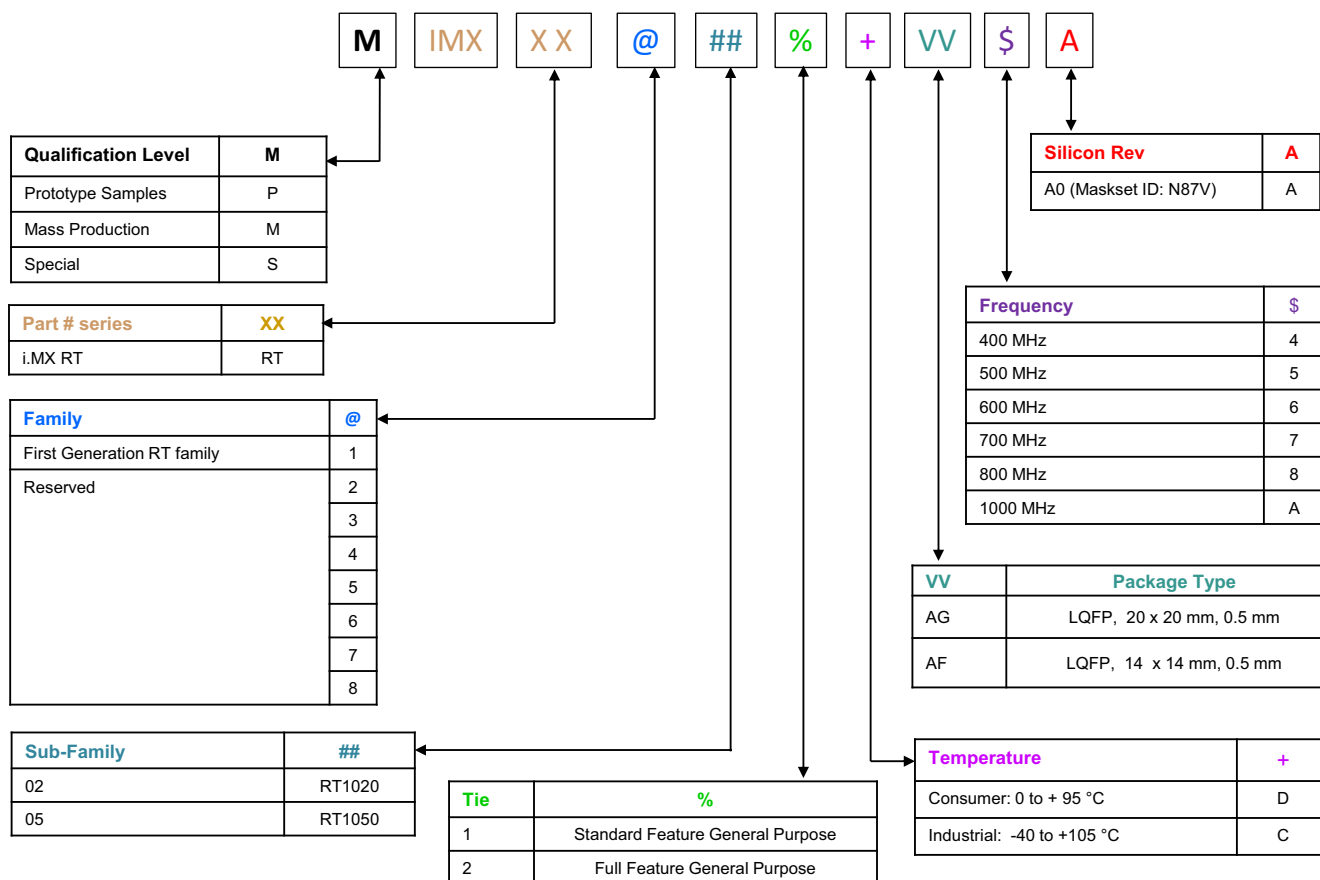 M IMX X X @ ## % + VV $ A
Qualification Level M
Prototype Samples P
Mass Production M
Special S
Silicon Rev A
A0 (Maskset ID: N87V) A
Part # series XX
i.MX RT RT
Frequency $
400 MHz 4
500 MHz 5
600 MHz 6
700 MHz 7
800 MHz 8
1000 MHz A
Family @
First Generation RT family 1
Reserved 2
3
4
5
6
7
8
VV Package Type
AG LQFP, 20 x 20 mm, 0.5 mm
AF LQFP, 14 x 14 mm, 0.5 mm
Sub-Family ##
02 RT1020
05 RT1050
Tie %
1 Standard Feature General Purpose
2 Full Feature General Purpose
Temperature +
Consumer: 0 to + 95 °C D
Industrial: -40 to +105 °C C